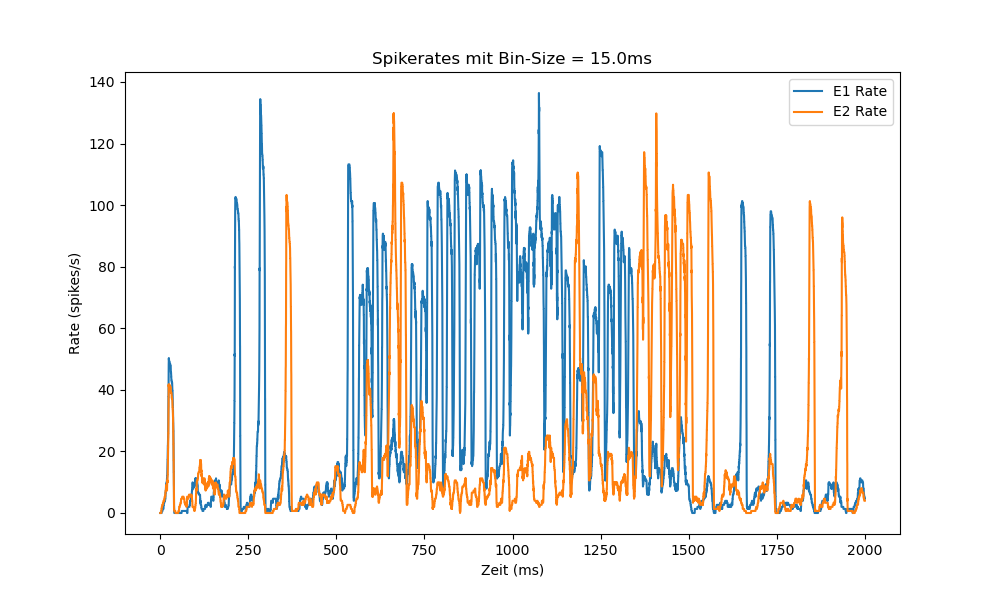 Spikerates mit Bin-Size = 15.0ms
E1 Rate
E2 Rate
Rate (spikes/s)
140
120
100
80
60
40
20
0
0 250 500 750 1000 1250 1500 1750 2000
Zeit (ms)